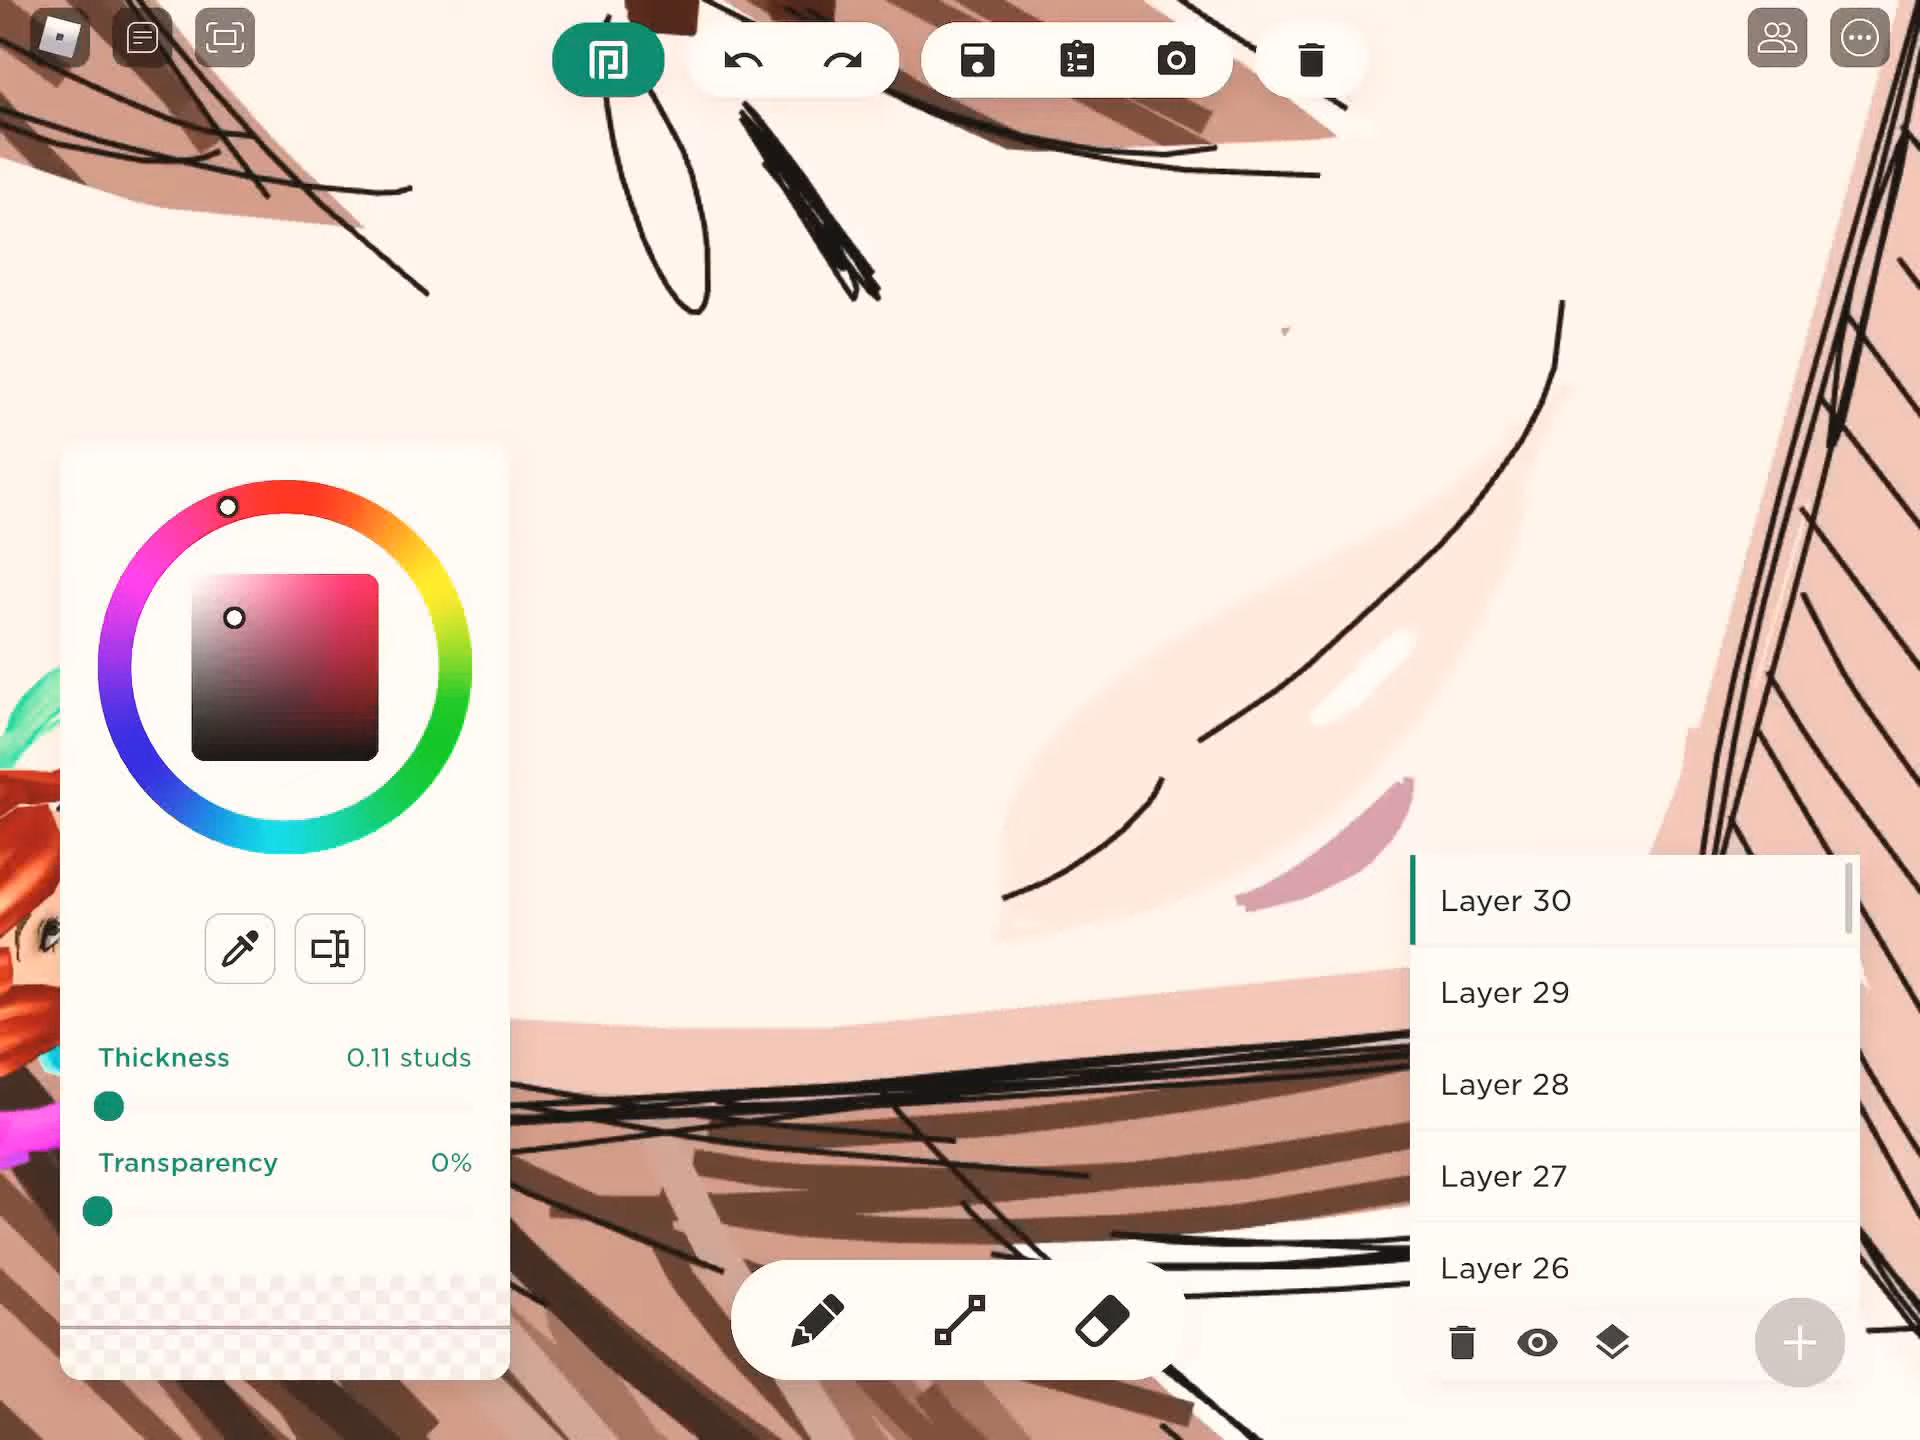 Thickness 0.11 studs
Transparency 0%
Layer 30
Layer 29
Layer 28
Layer 27
Layer 26